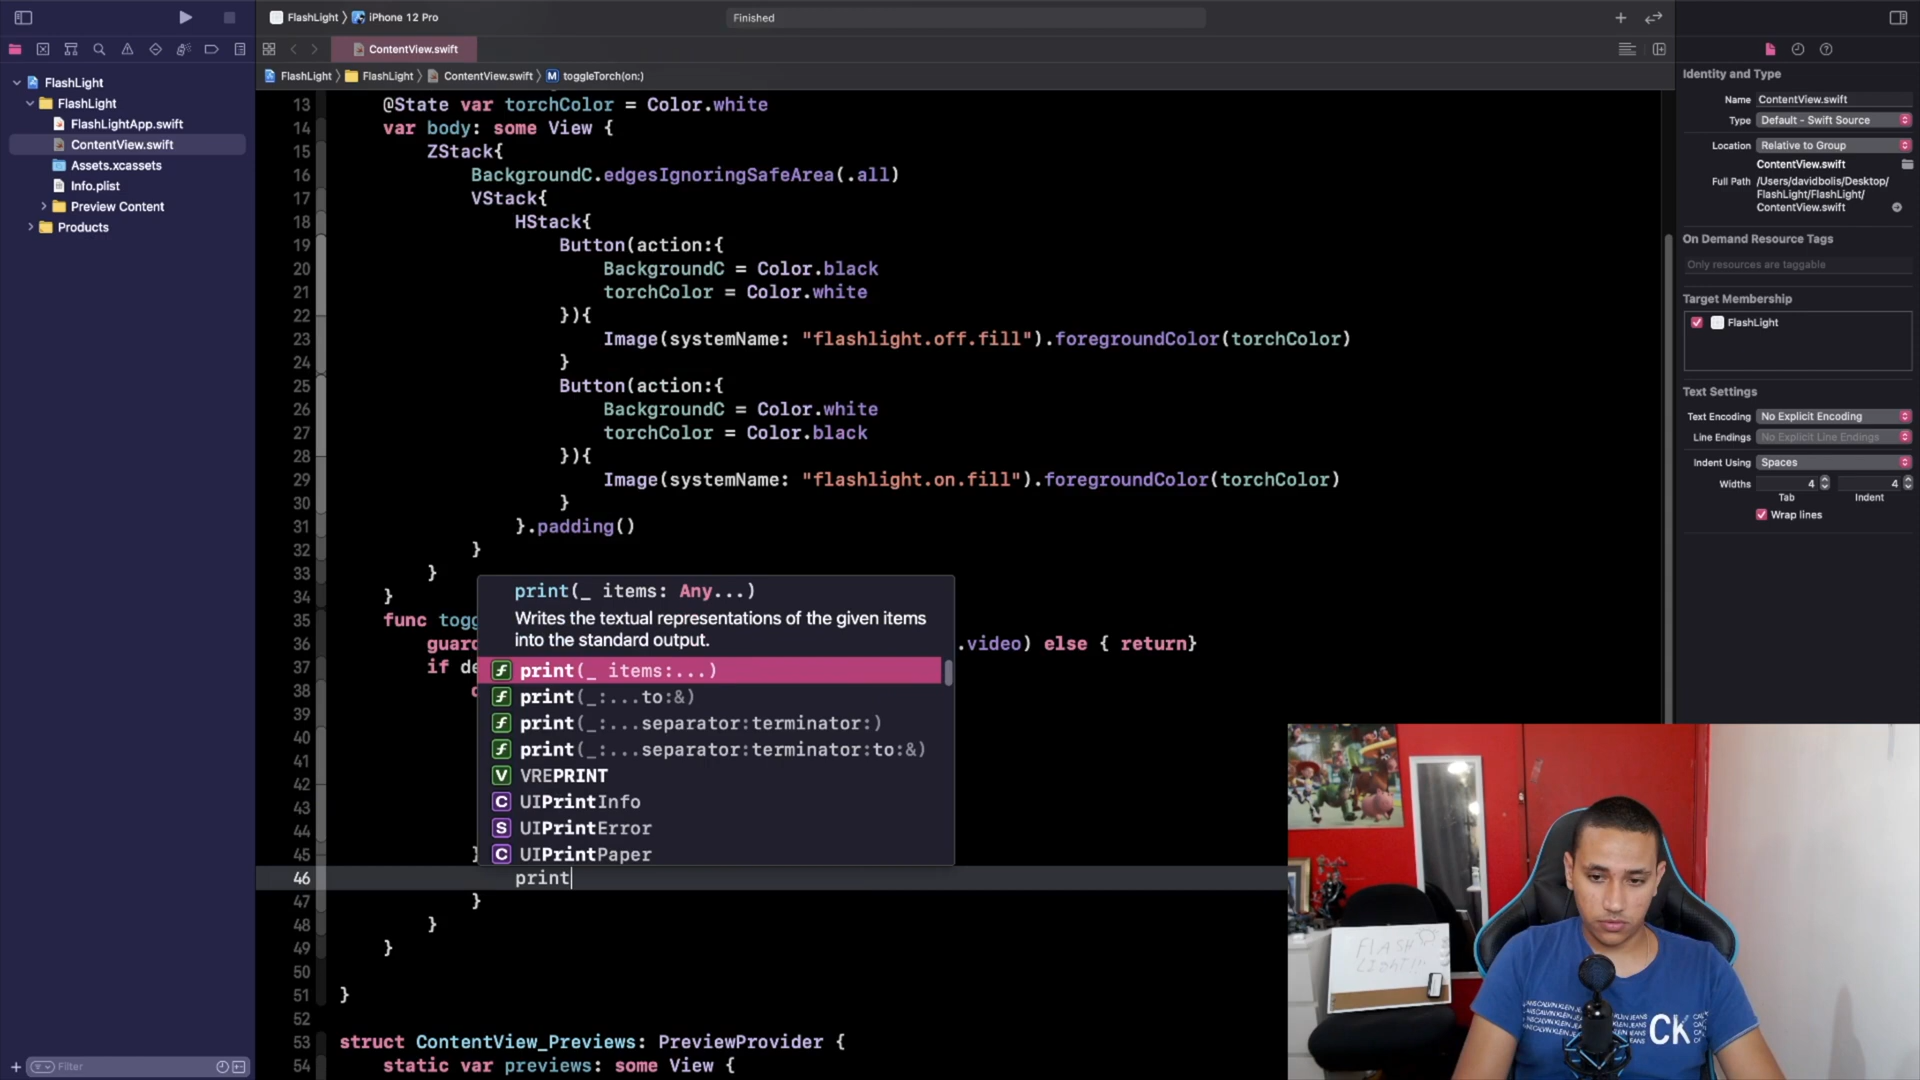 FlashLight
iPhone 12 Pro
Finished
ContentView.swift
FlashLight
FlashLight
ContentView.swift
M
toggleTorch(on:)
FlashLight
FlashLight
FlashLightApp.swift
ContentView.swift
Assets.xcassets
Info.plist
Preview Content
Products
Filter
13 @State var torchColor = Color.white
14 var body: some View {
15 ZStack{
16 BackgroundC.edgesIgnoringSafeArea(.all)
17 VStack{
18 HStack{
19 Button(action:{
20 BackgroundC = Color.black
21 torchColor = Color.white
22 }){
23 Image(systemName: "flashlight.off.fill").foregroundColor(torchColor)
24 }
25 Button(action:{
26 BackgroundC = Color.white
27 torchColor = Color.black
28 }){
29 Image(systemName: "flashlight.on.fill").foregroundColor(torchColor)
30 }
31 }.padding()
32 }
33 }
34 }
35 func togg
36 guard .video) else { return}
37 if de
38
39
40
41
42
43
44
45 }
46 print
47 }
48 }
49 }
50
51 }
52
53 struct ContentView_Previews: PreviewProvider {
54 static var previews: some View {
print(_ items: Any...)
Writes the textual representations of the given items
into the standard output.
f print(_ items:...)
f print(_:...to:&)
f print(_:...separator:terminator:)
f print(_:...separator:terminator:to:&)
V VREPRINT
C UIPrintInfo
S UIPrintError
C UIPrintPaper
Identity and Type
Name ContentView.swift
Type Default - Swift Source
Location Relative to Group
ContentView.swift
Full Path /Users/davidbolis/Desktop/
FlashLight/FlashLight/
ContentView.swift
On Demand Resource Tags
Only resources are taggable
Target Membership
FlashLight
Text Settings
Text Encoding No Explicit Encoding
Line Endings No Explicit Line Endings
Indent Using Spaces
Widths 4 4
Tab Indent
Wrap lines
FLASH
LIGHT!!!
CK